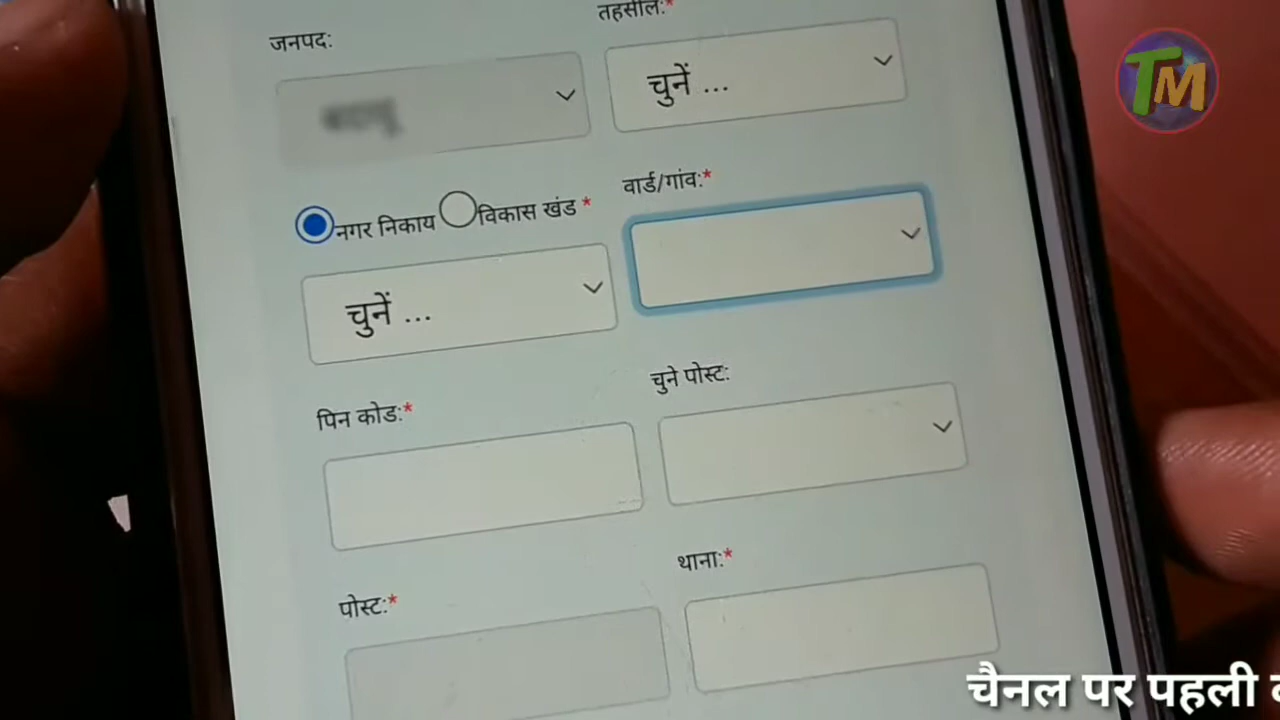 जनपद:
तहसील:*
चुनें ...
नगर निकाय विकास खंड *
वार्ड/गांव:*
चुनें ...
पिन कोड:*
चुने पोस्ट:
पोस्ट:*
थाना:*
TM
चैनल पर पहली